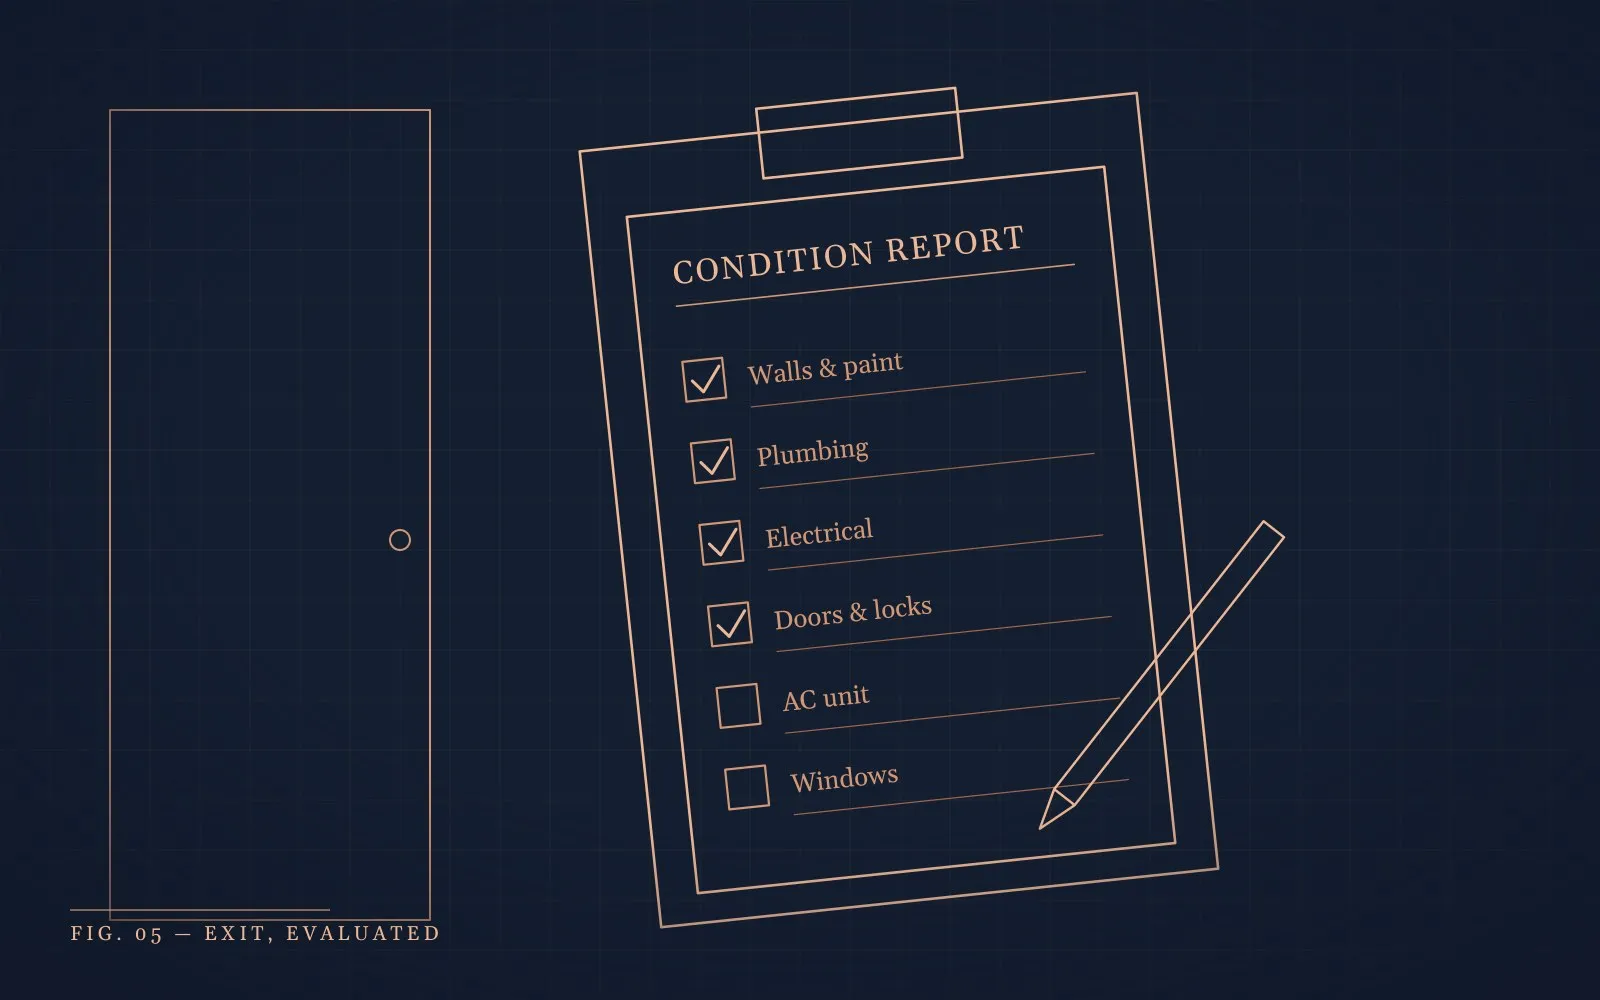 CONDITION REPORT
Walls & paint
Plumbing
Electrical
Doors & locks
AC unit
Windows
FIG. 05 — EXIT, EVALUATED